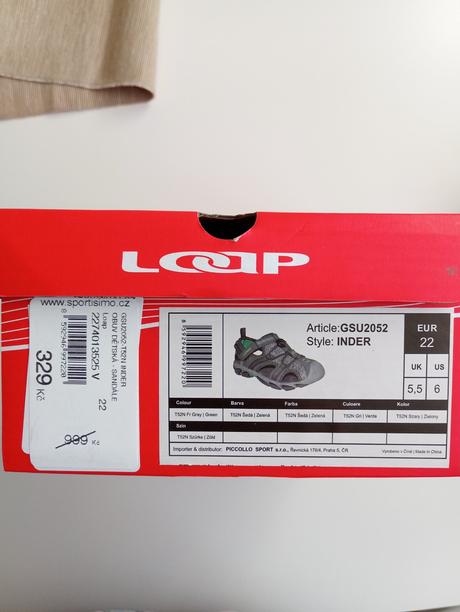 LOAP
www.sportisimo.cz
GSU2052-T52N INDER
OBUV DĚTSKÁ - SANDÁLE
Loap
2274013525 V
22
329 Kč
999 Kč
Article:GSU2052
Style: INDER
EUR
22
UK
US
5,5
6
Colour Barva Farba Culoare Kolor
T52N Fr Gray | Green T52N Šedá | Zelená T52N Šedá | Zelená T52N Gri | Verde T52N Szary | Zielony
Szín
T52N Szürke | Zöld
Importer & distributor: PICCOLLO SPORT s.r.o., Řevnická 170/4, Praha 5, ČR
Vyrobeno v Číně | Made in China